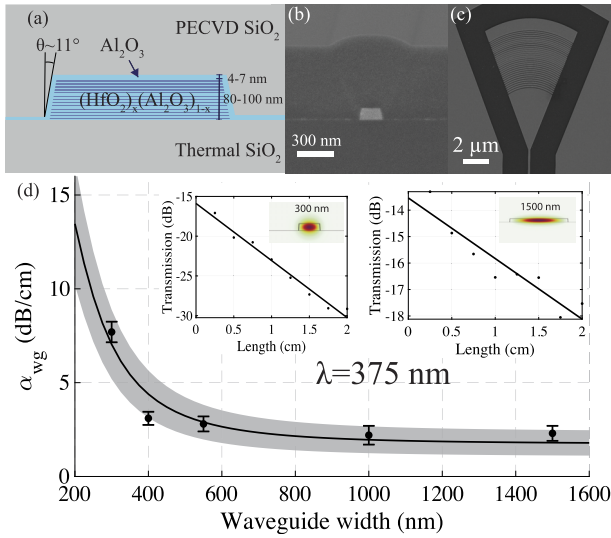 (a)
θ~11°
Al₂O₃
PECVD SiO₂
4-7 nm
80-100 nm
(HfO₂)ₓ(Al₂O₃)₁₋ₓ
Thermal SiO₂
(b)
300 nm
(c)
2 μm
(d)
15
10
5
0
α wg (dB/cm)
200 400 600 800 1000 1200 1400 1600
Waveguide width (nm)
λ=375 nm
Transmission (dB)
-20
-25
-30
0 0.5 1 1.5 2
Length (cm)
300 nm
Transmission (dB)
-14
-15
-16
-17
-18
0 0.5 1 1.5 2
Length (cm)
1500 nm